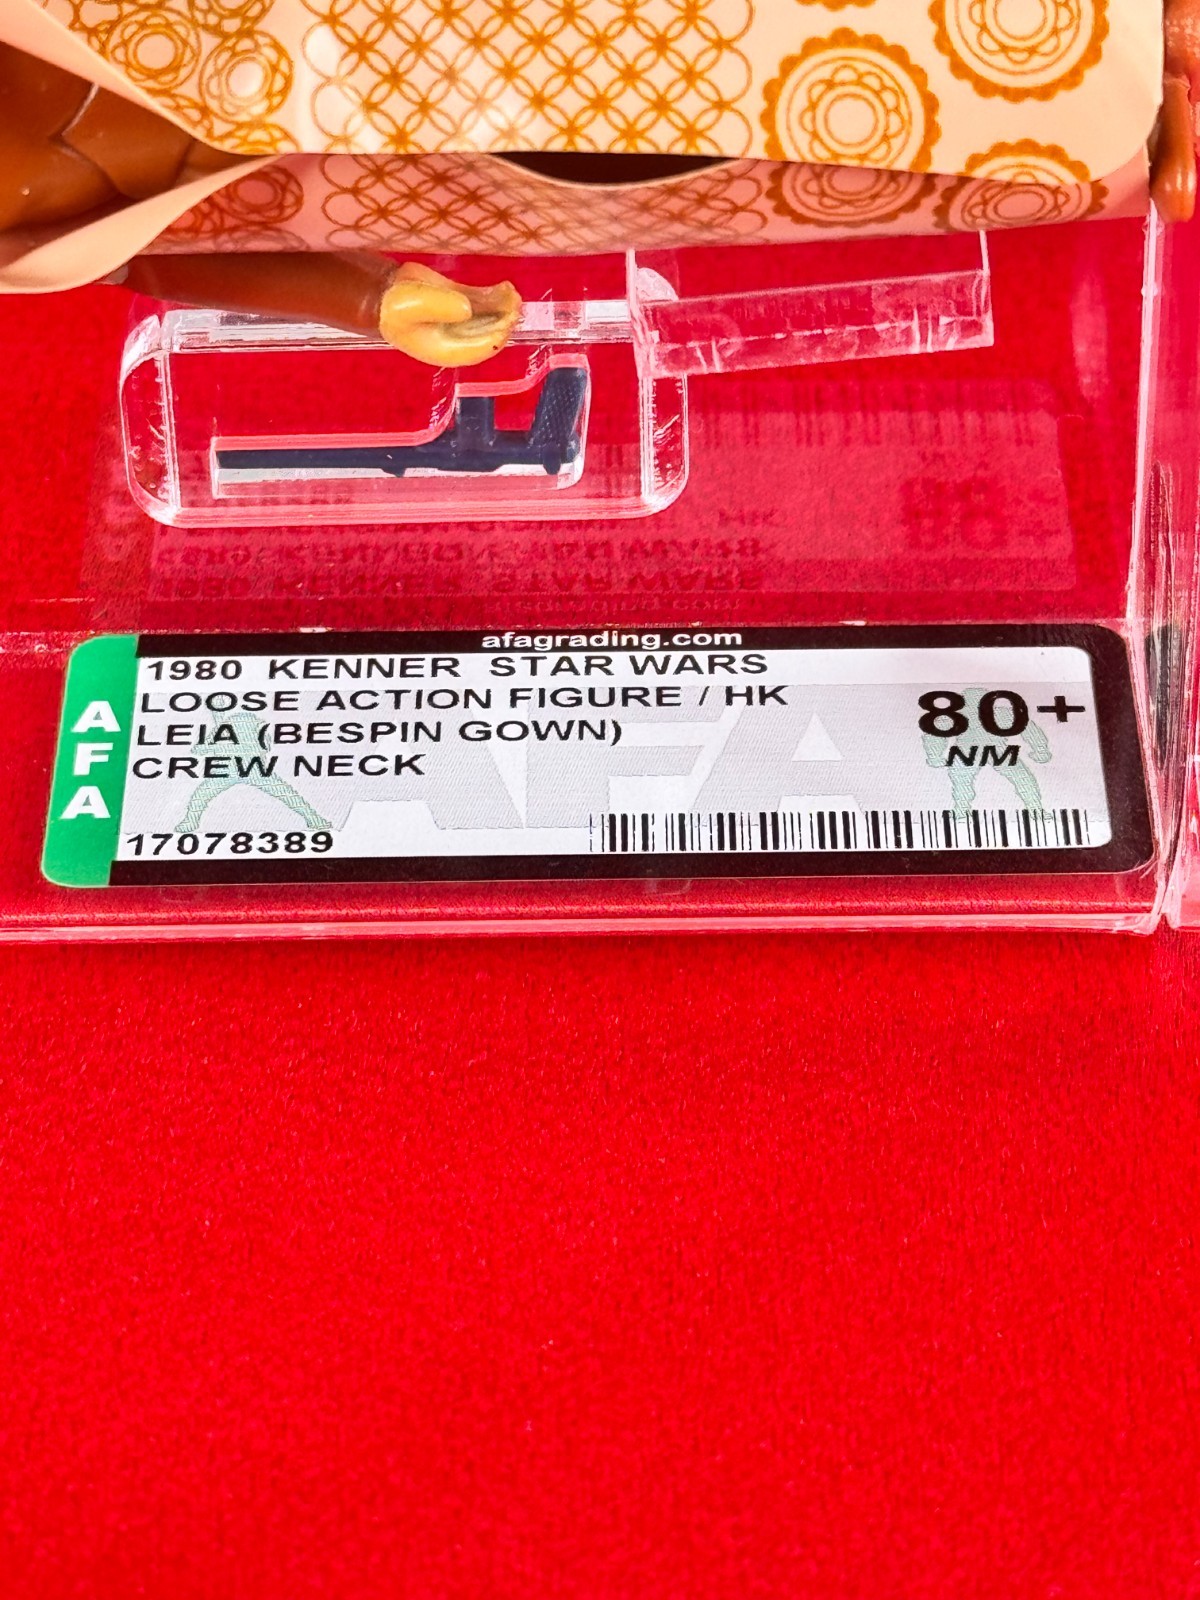 afagrading.com
AFA
1980 KENNER STAR WARS
LOOSE ACTION FIGURE / HK
LEIA (BESPIN GOWN)
CREW NECK
80+
NM
AFA
17078389